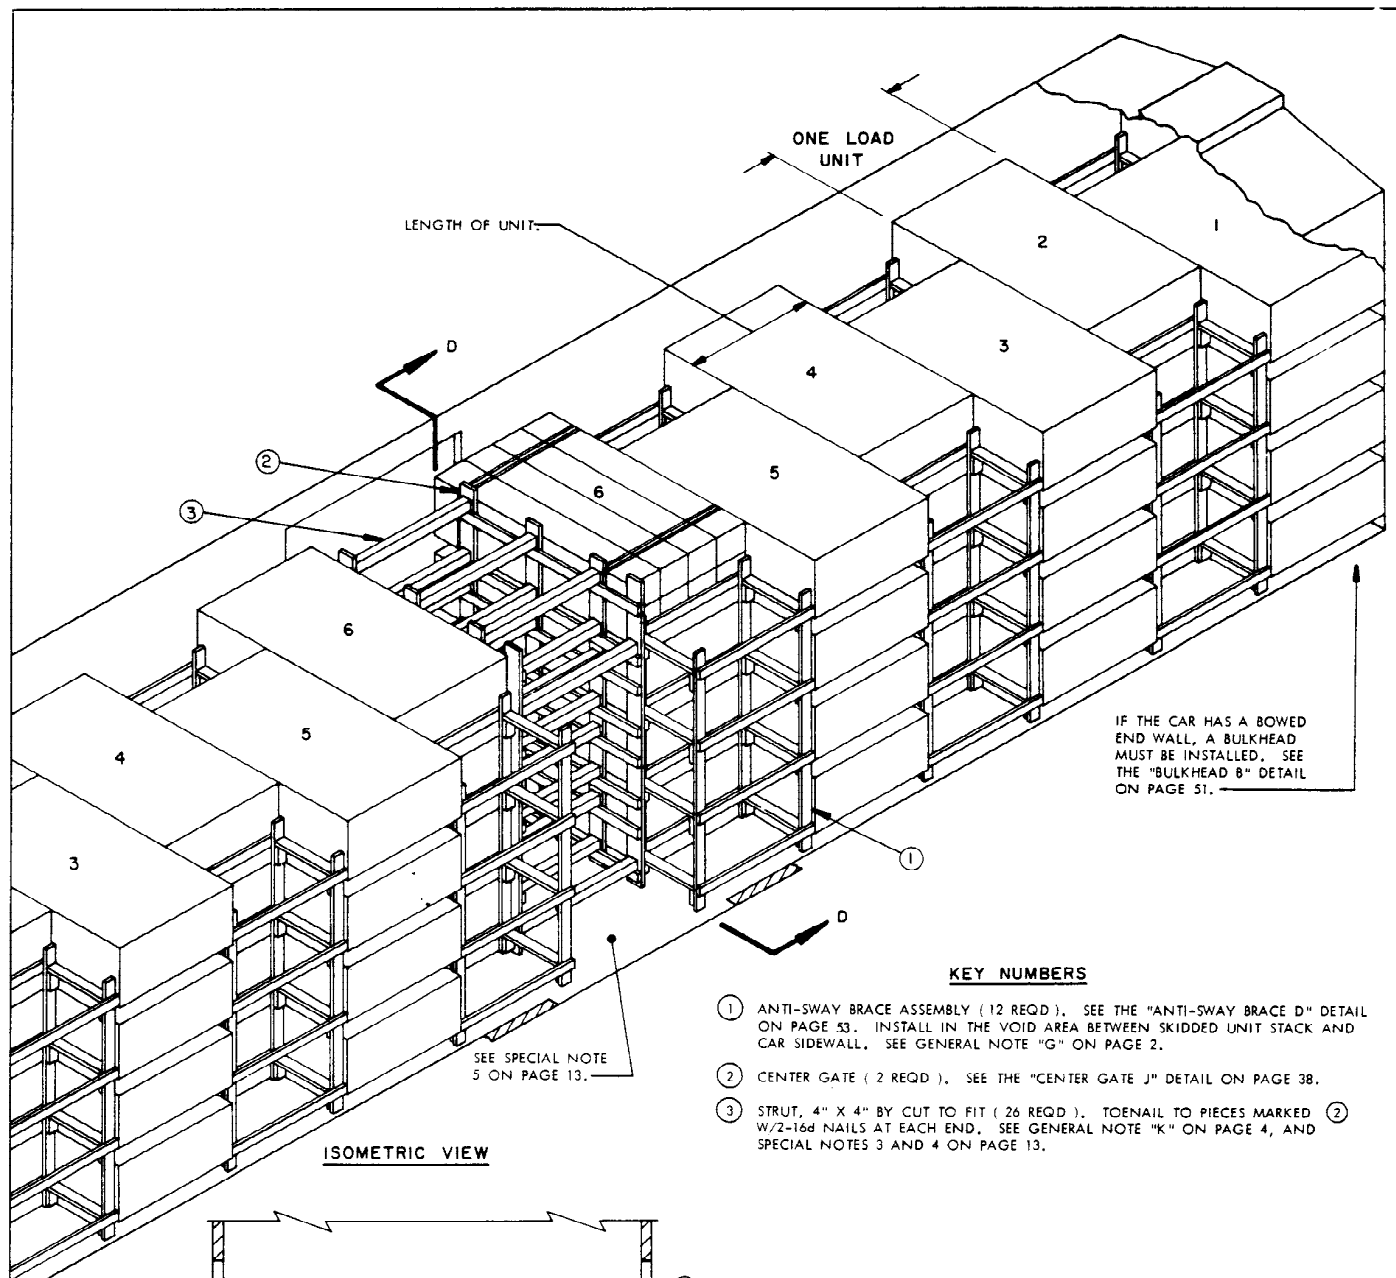 ONE LOAD
UNIT
LENGTH OF UNIT.
1
2
3
4
5
6
D
2
3
6
5
4
3
IF THE CAR HAS A BOWED
END WALL, A BULKHEAD
MUST BE INSTALLED. SEE
THE "BULKHEAD B" DETAIL
ON PAGE 51.
1
D
SEE SPECIAL NOTE
5 ON PAGE 13.
ISOMETRIC VIEW
KEY NUMBERS
1 ANTI-SWAY BRACE ASSEMBLY ( 12 REQD ). SEE THE "ANTI-SWAY BRACE D" DETAIL
ON PAGE 53. INSTALL IN THE VOID AREA BETWEEN SKIDDED UNIT STACK AND
CAR SIDEWALL. SEE GENERAL NOTE "G" ON PAGE 2.
2 CENTER GATE ( 2 REQD ). SEE THE "CENTER GATE J" DETAIL ON PAGE 38.
3 STRUT, 4" X 4" BY CUT TO FIT ( 26 REQD ). TOENAIL TO PIECES MARKED 2
W/2-16d NAILS AT EACH END. SEE GENERAL NOTE "K" ON PAGE 4, AND
SPECIAL NOTES 3 AND 4 ON PAGE 13.